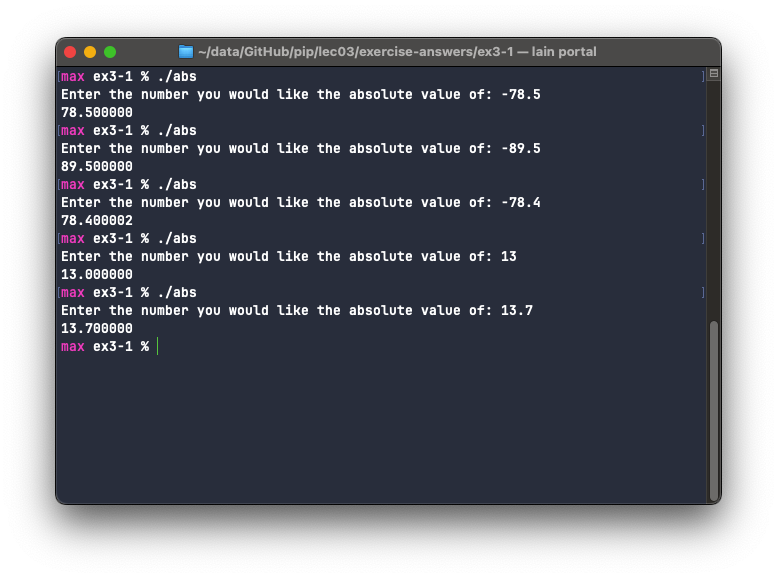 ~/data/GitHub/pip/lec03/exercise-answers/ex3-1 — lain portal
[max ex3-1 % ./abs ]
Enter the number you would like the absolute value of: -78.5
78.500000
[max ex3-1 % ./abs ]
Enter the number you would like the absolute value of: -89.5
89.500000
[max ex3-1 % ./abs ]
Enter the number you would like the absolute value of: -78.4
78.400002
[max ex3-1 % ./abs ]
Enter the number you would like the absolute value of: 13
13.000000
[max ex3-1 % ./abs ]
Enter the number you would like the absolute value of: 13.7
13.700000
max ex3-1 %